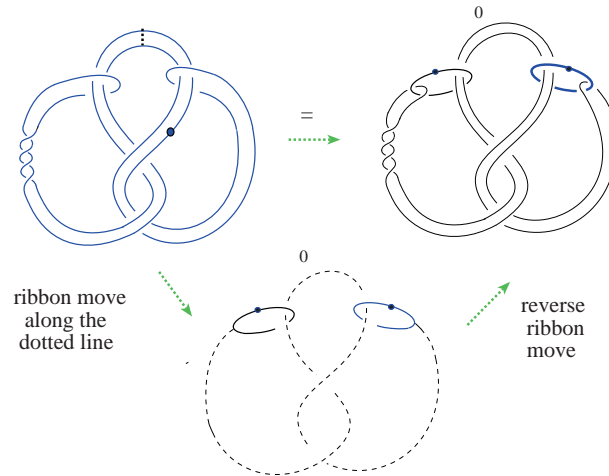 0
=
0
ribbon move
along the
dotted line
reverse
ribbon
move